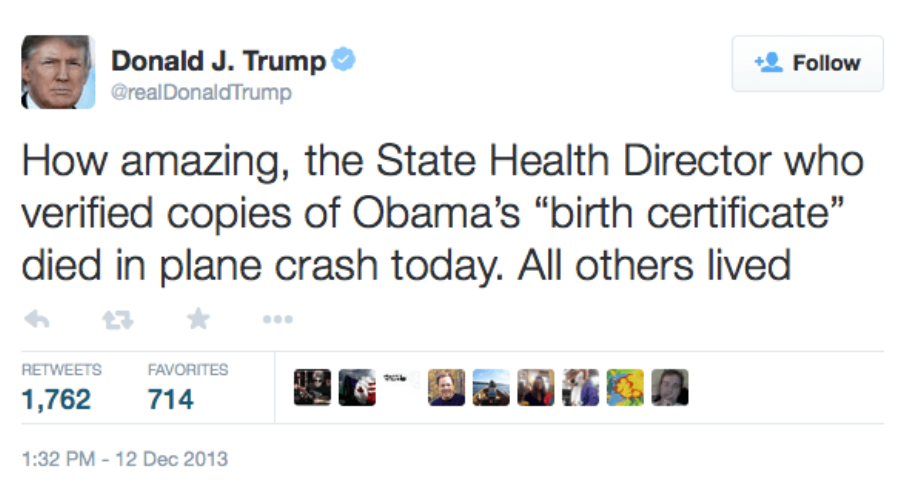 Donald J. Trump
@realDonaldTrump
Follow
How amazing, the State Health Director who
verified copies of Obama's “birth certificate”
died in plane crash today. All others lived
RETWEETS
FAVORITES
1,762
714
1:32 PM - 12 Dec 2013